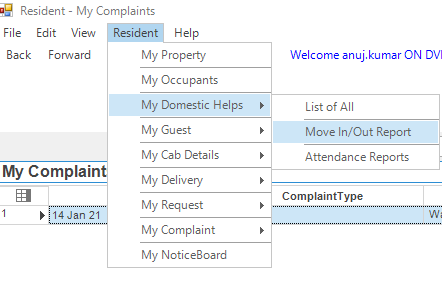 Resident - My Complaints
File Edit View Resident Help
Back Forward
Welcome anuj.kumar ON
My Property
My Occupants
My Domestic Helps
My Guest
My Cab Details
My Delivery
My Request
My Complaint
My NoticeBoard
List of All
Move In/Out Report
Attendance Reports
My Complaint
ComplaintType
1 14 Jan 21